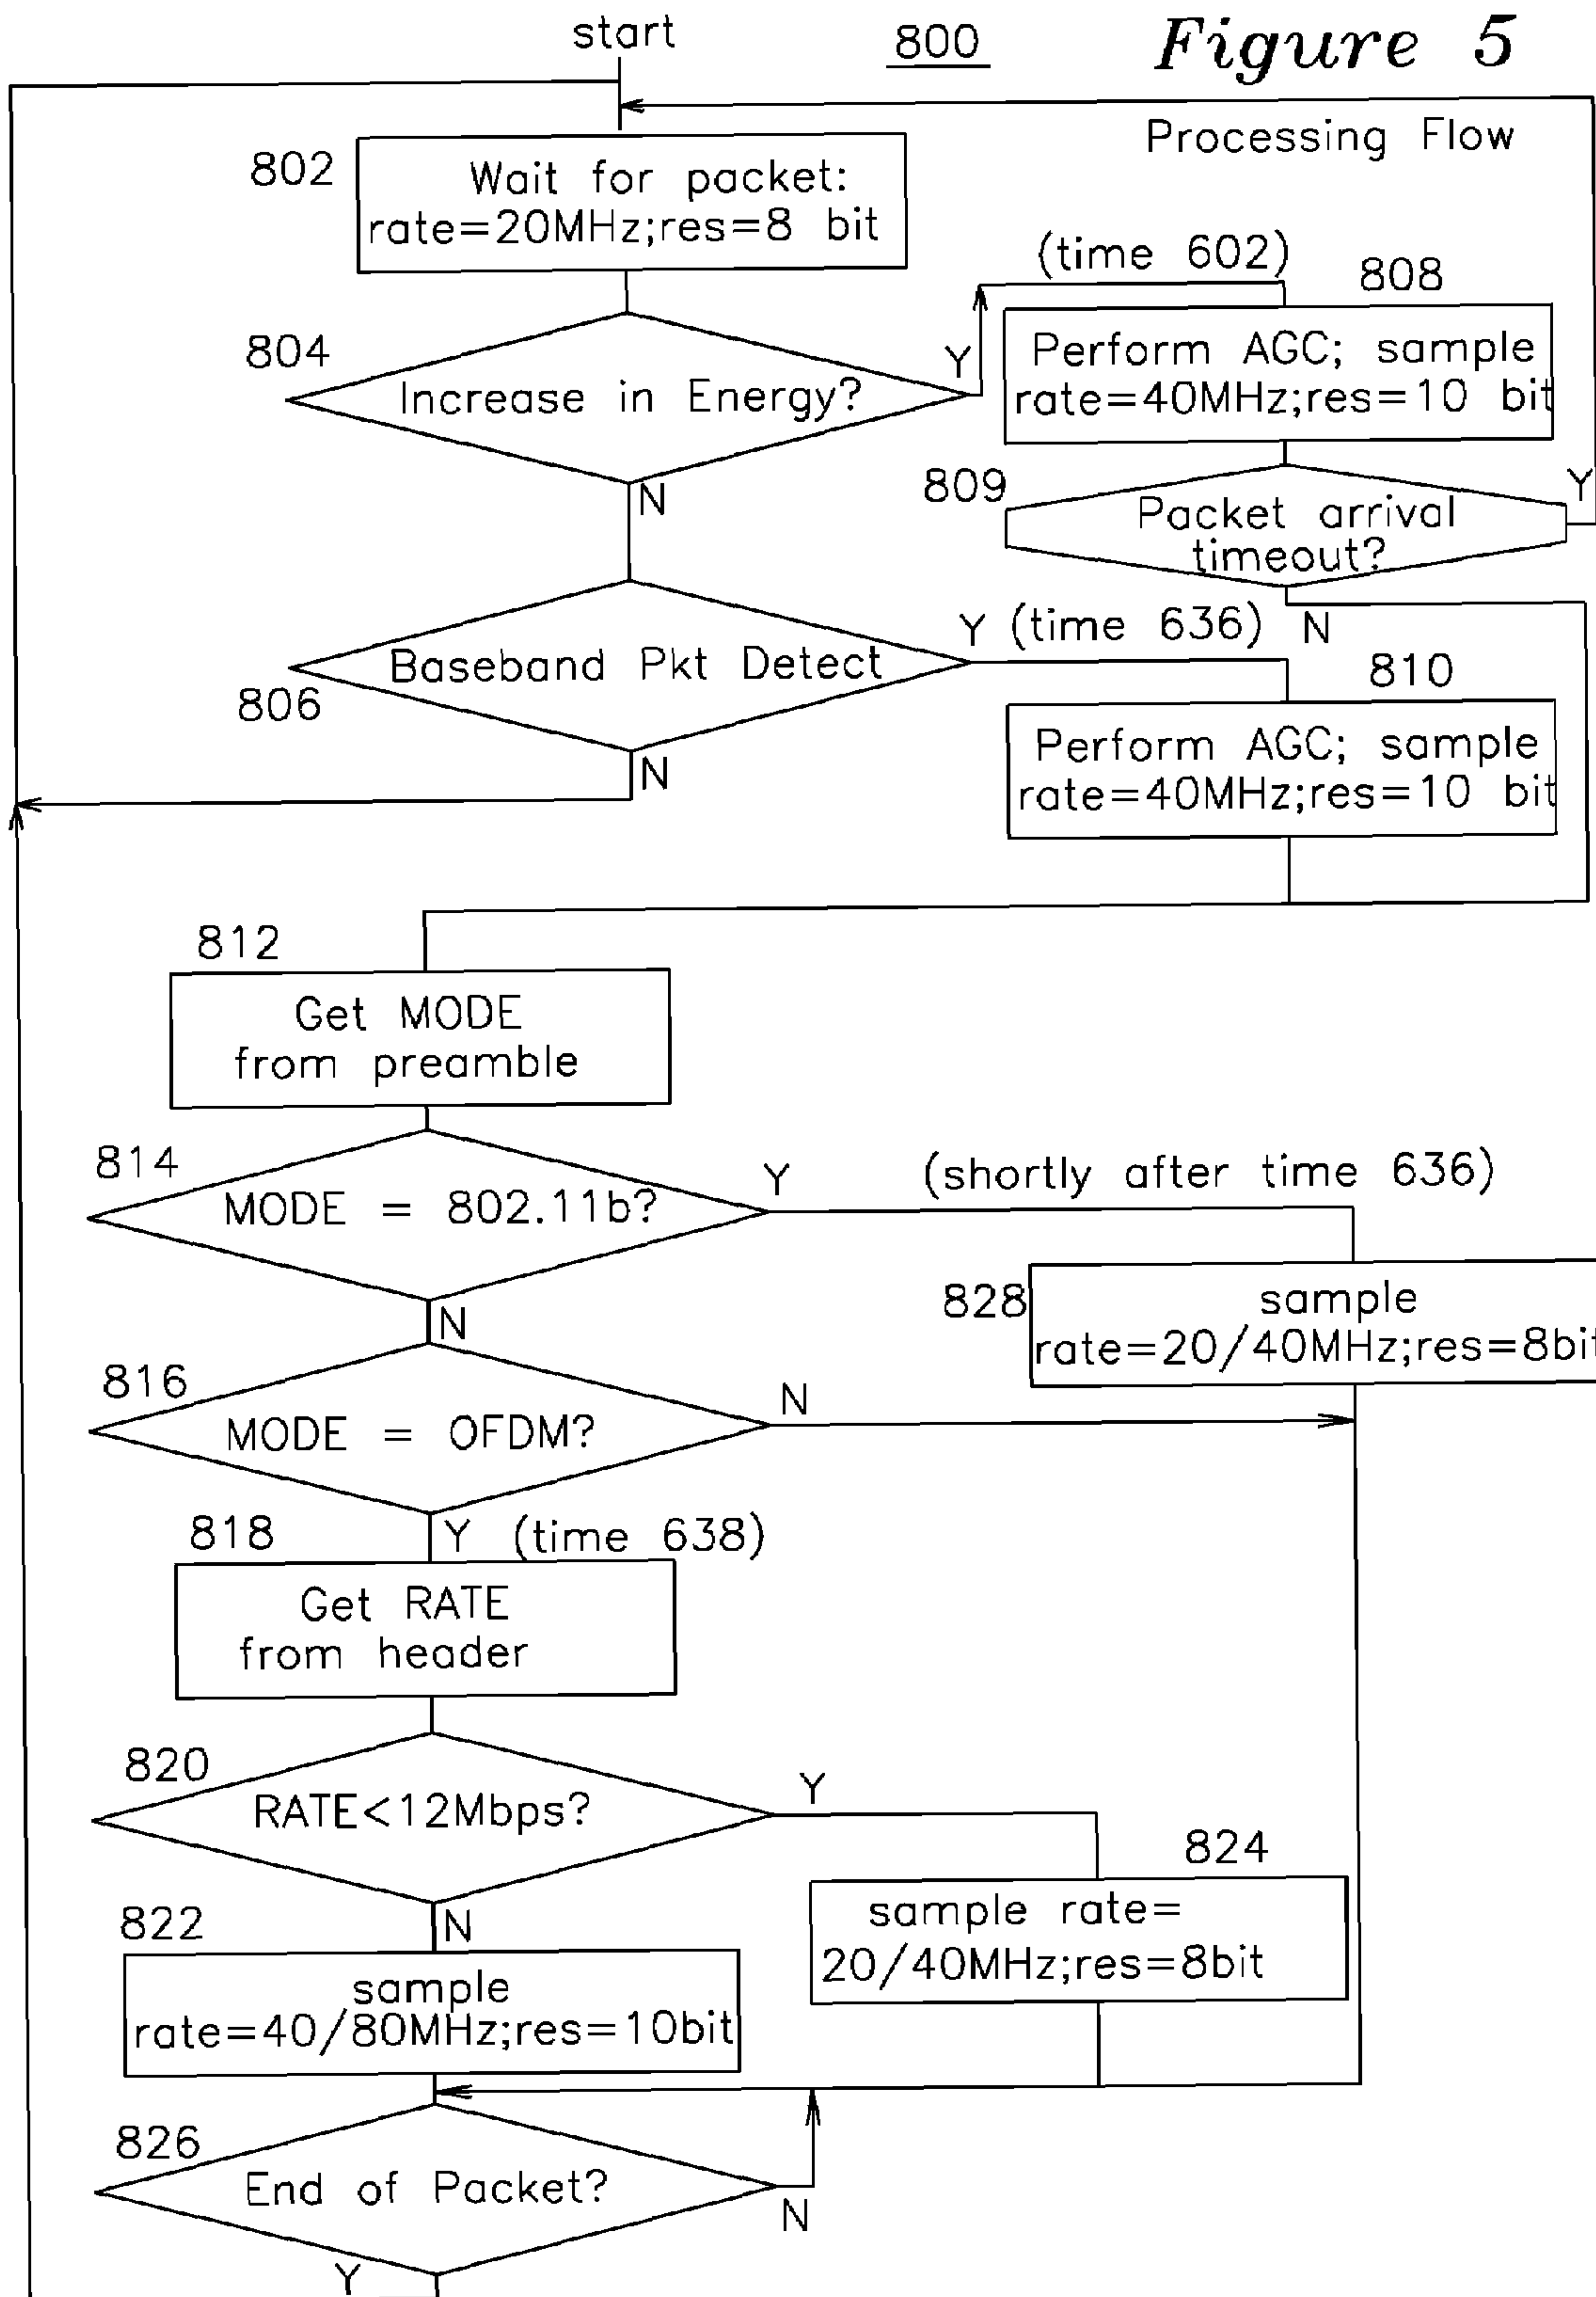 start
800
Figure 5
Processing Flow
802
Wait for packet:
rate=20MHz;res=8 bit
(time 602)
808
804
Increase in Energy?
Y
Perform AGC; sample
rate=40MHz;res=10 bit
N
809
Packet arrival
timeout?
Y
N
806
Baseband Pkt Detect
Y (time 636)
810
N
Perform AGC; sample
rate=40MHz;res=10 bit
812
Get MODE
from preamble
814
MODE = 802.11b?
Y
(shortly after time 636)
N
828
sample
rate=20/40MHz;res=8bit
816
MODE = OFDM?
N
Y (time 638)
818
Get RATE
from header
820
RATE<12Mbps?
Y
824
sample rate=
20/40MHz;res=8bit
N
822
sample
rate=40/80MHz;res=10bit
826
End of Packet?
N
Y